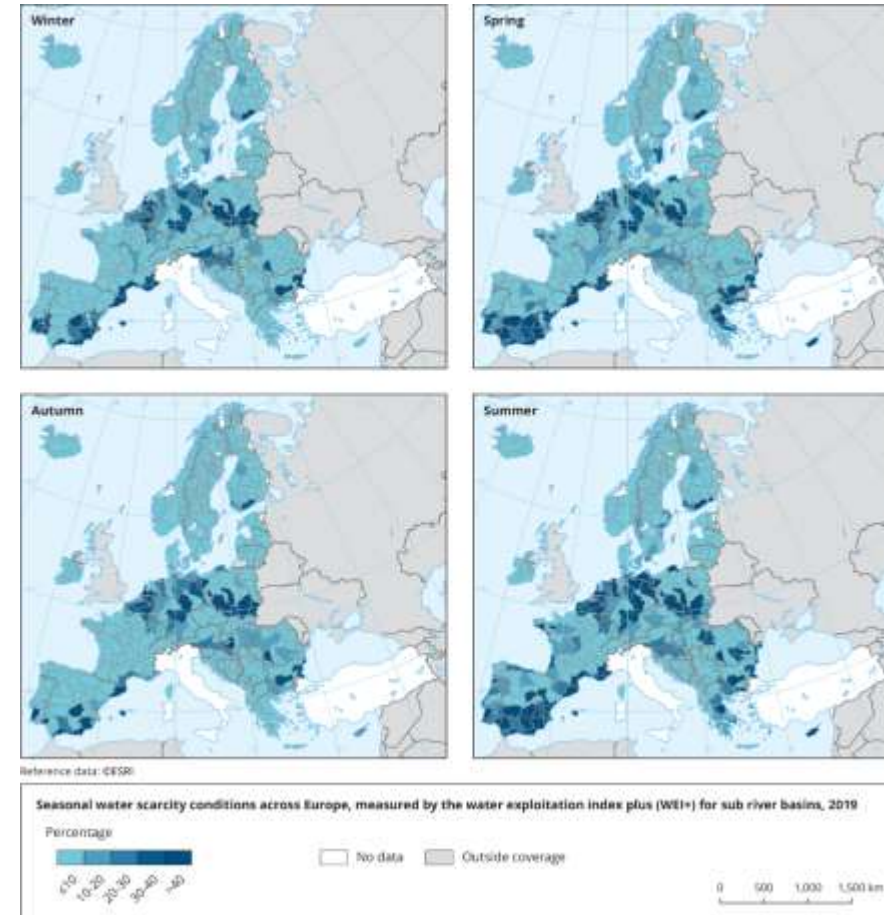 Winter
Spring
Autumn
Summer
Reference data: ©ESRI
Seasonal water scarcity conditions across Europe, measured by the water exploitation index plus (WEI+) for sub river basins, 2019
Percentage
≤10 10-20 20-30 30-40 >40
No data
Outside coverage
0 500 1,000 1,500 km